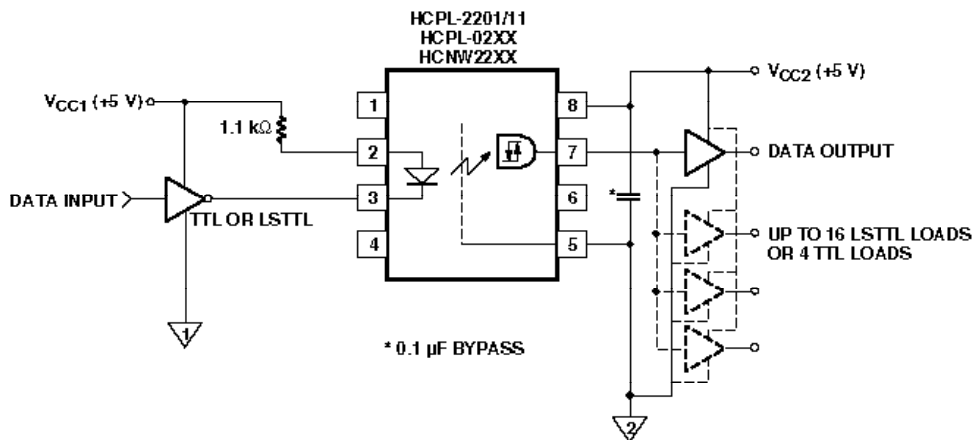 HCPL-2201/11
HCPL-02XX
HCNW22XX
VCC1 (+5 V)
1.1 kΩ
DATA INPUT
TTL OR LSTTL
1
2
3
4
8
7
6
5
*
VCC2 (+5 V)
DATA OUTPUT
UP TO 16 LSTTL LOADS
OR 4 TTL LOADS
* 0.1 µF BYPASS
1
2